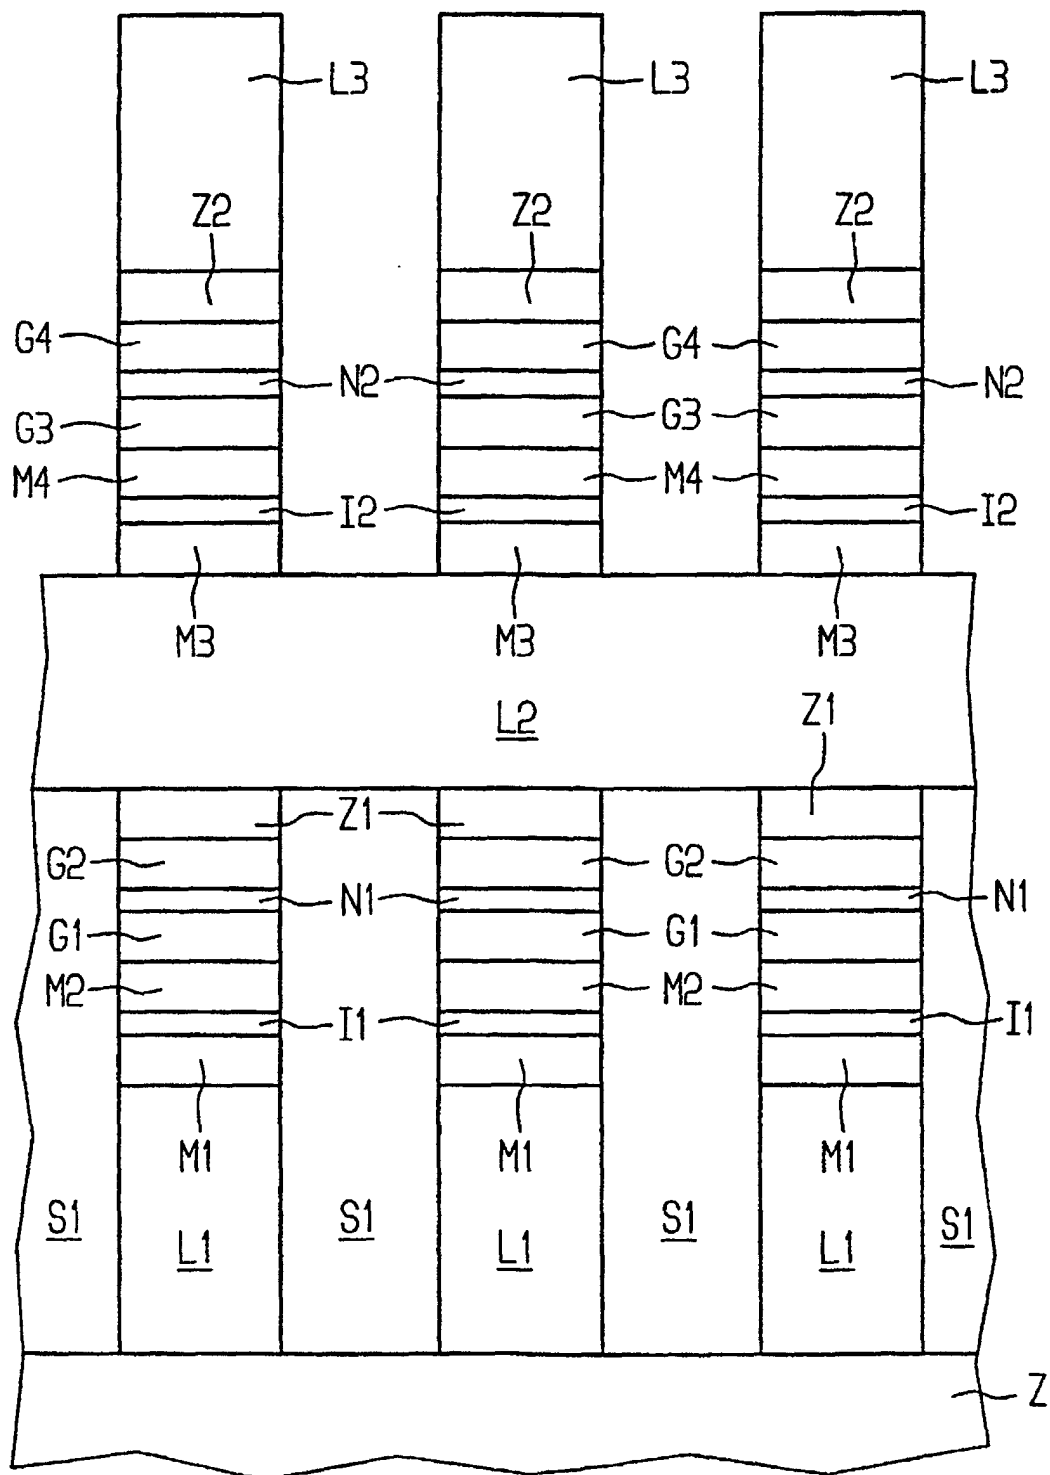 L3 L3 L3
Z2 Z2 Z2
G4 G4
N2 N2
G3 G3
M4 M4
I2 I2
M3 M3 M3
L2 Z1
Z1
G2 G2
N1 N1
G1 G1
M2 M2
I1 I1
M1 M1 M1
S1 S1 S1 S1
L1 L1 L1
Z